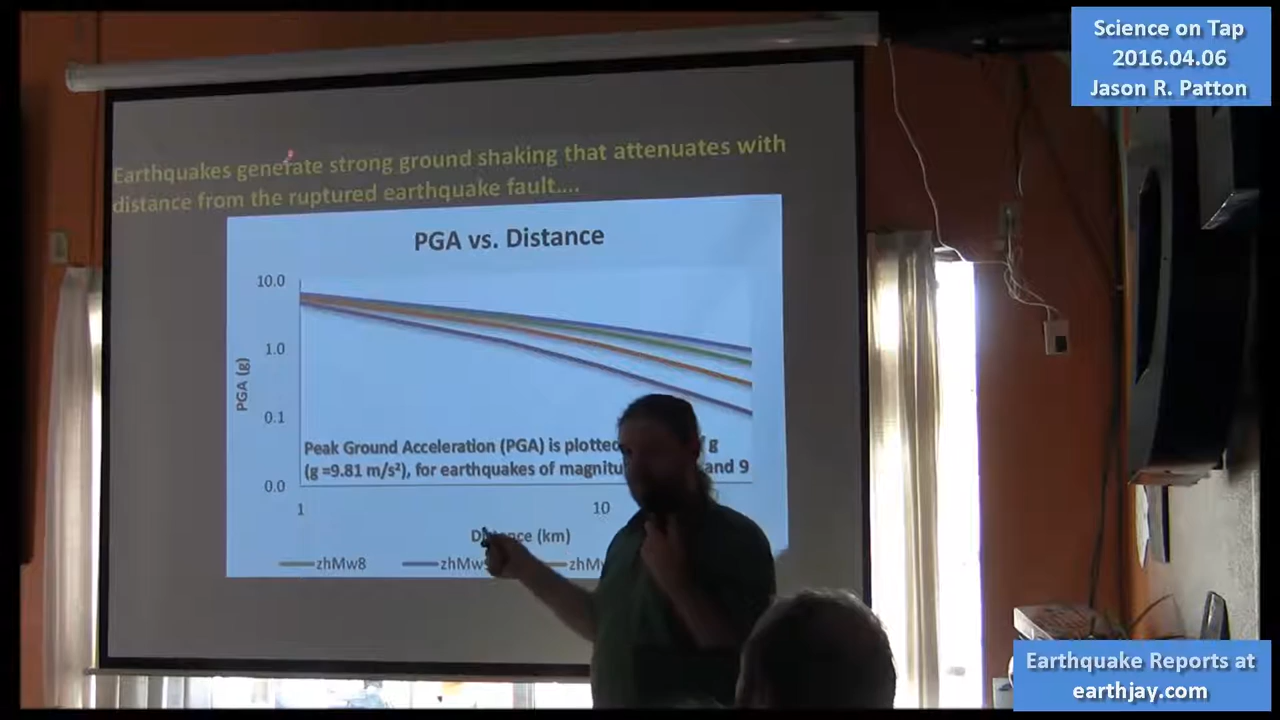 Science on Tap
2016.04.06
Jason R. Patton
Earthquakes generate strong ground shaking that attenuates with
distance from the ruptured earthquake fault....
PGA vs. Distance
10.0
1.0
PGA (g)
0.1
Peak Ground Acceleration (PGA) is plotted g
(g =9.81 m/s²), for earthquakes of and 9
0.0
1
10
Distance (km)
zhMw8
Earthquake Reports at
earthjay.com